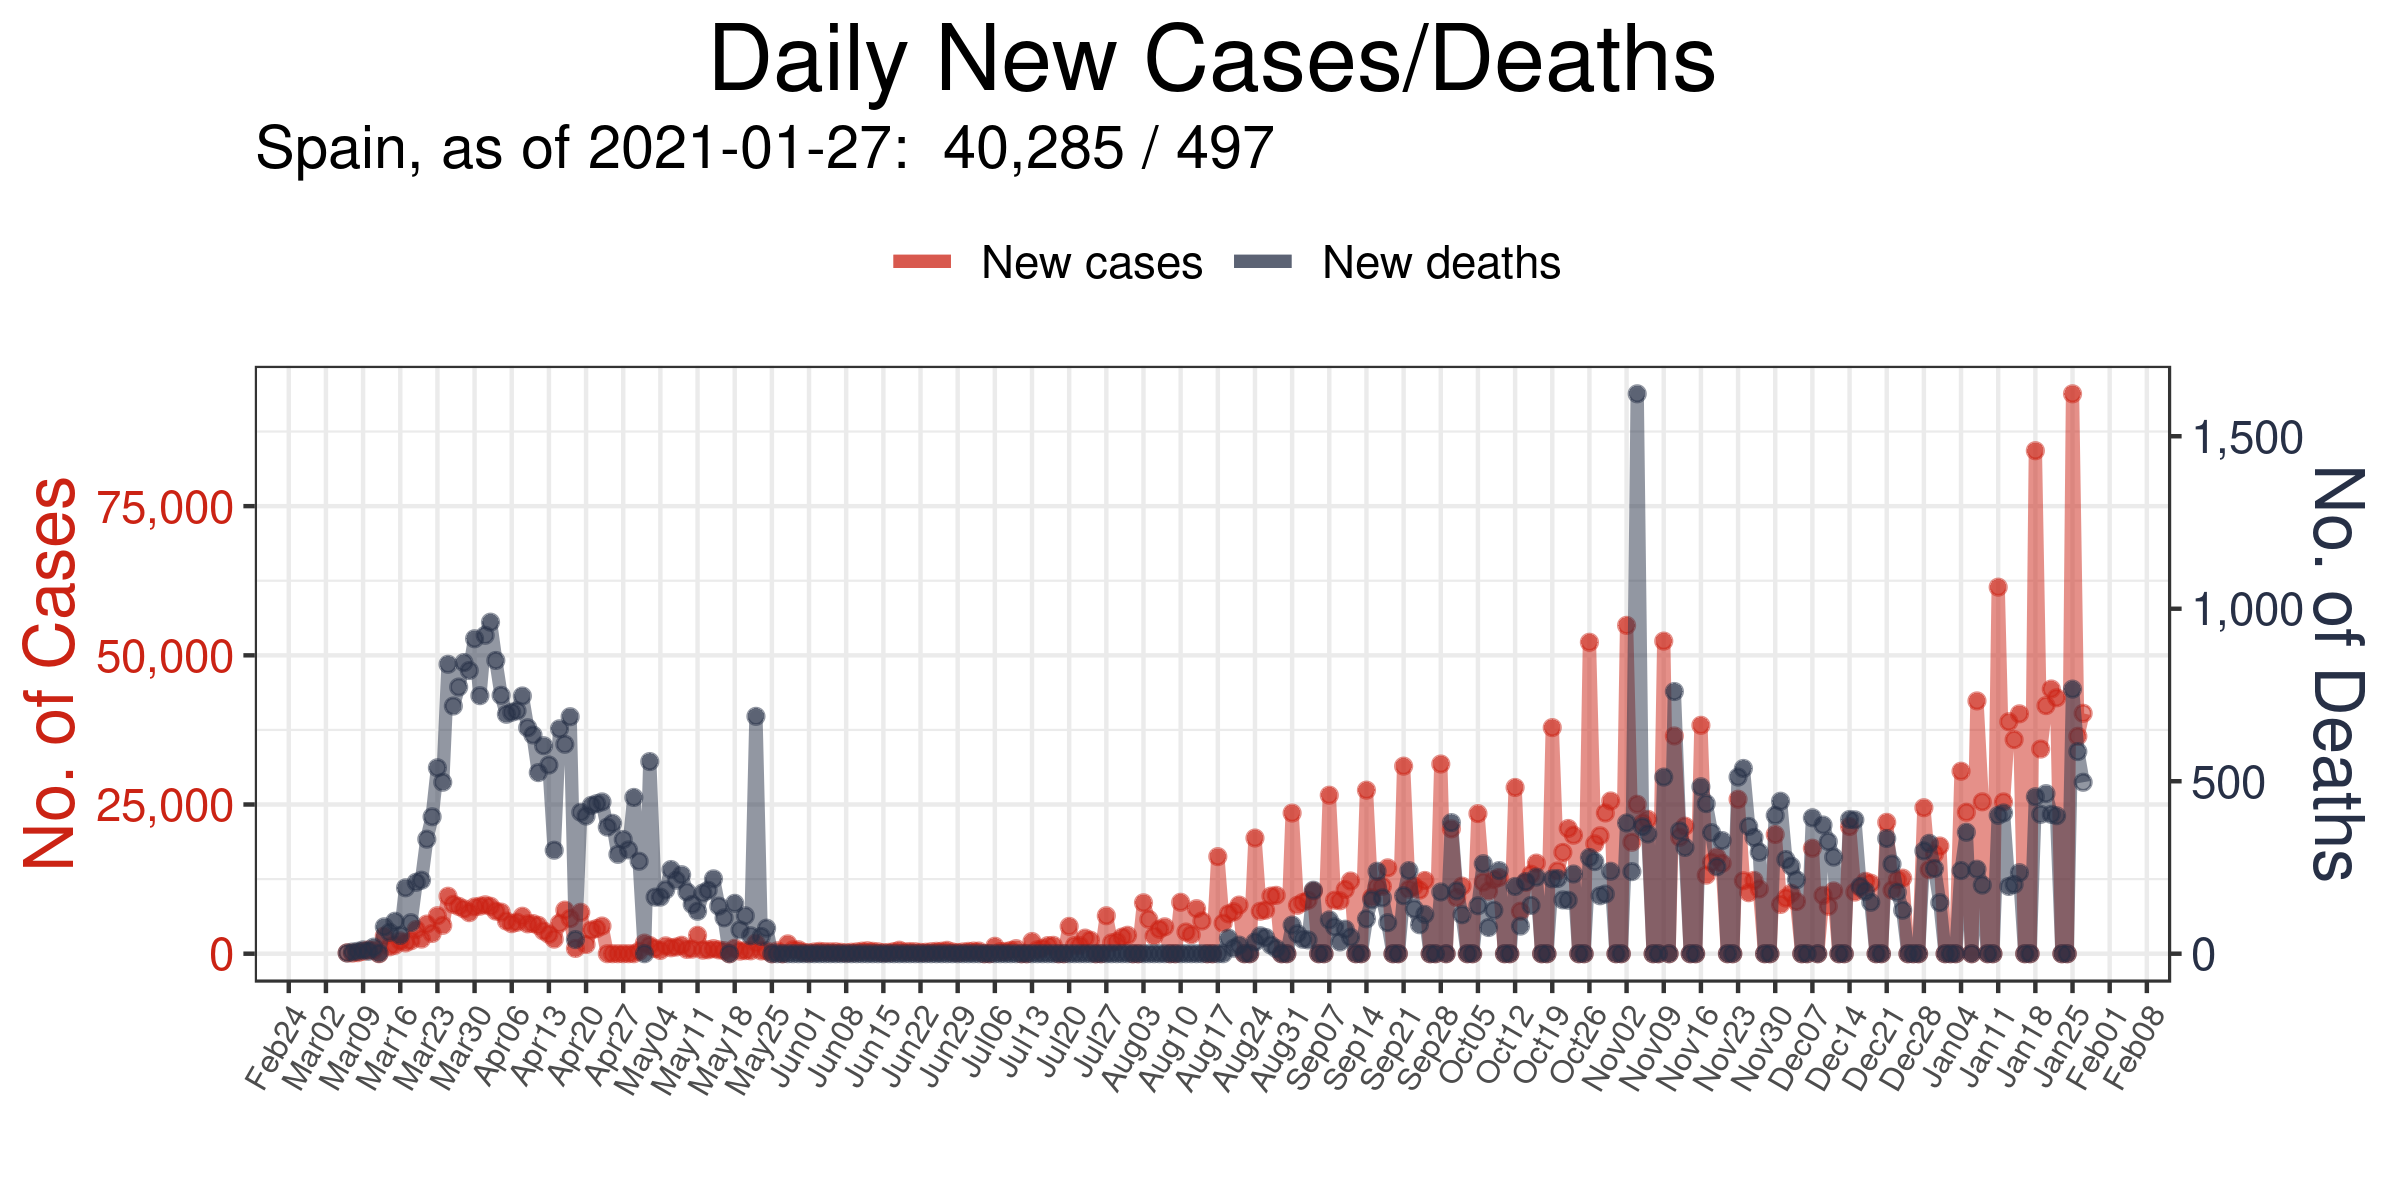 Daily New Cases/Deaths
Spain, as of 2021-01-27:  40,285 / 497
New cases
New deaths
No. of Cases
75,000
50,000
25,000
0
1,500
1,000
500
0
No. of Deaths
Feb24
Mar02
Mar09
Mar16
Mar23
Mar30
Apr06
Apr13
Apr20
Apr27
May04
May11
May18
May25
Jun01
Jun08
Jun15
Jun22
Jun29
Jul06
Jul13
Jul20
Jul27
Aug03
Aug10
Aug17
Aug24
Aug31
Sep07
Sep14
Sep21
Sep28
Oct05
Oct12
Oct19
Oct26
Nov02
Nov09
Nov16
Nov23
Nov30
Dec07
Dec14
Dec21
Dec28
Jan04
Jan11
Jan18
Jan25
Feb01
Feb08